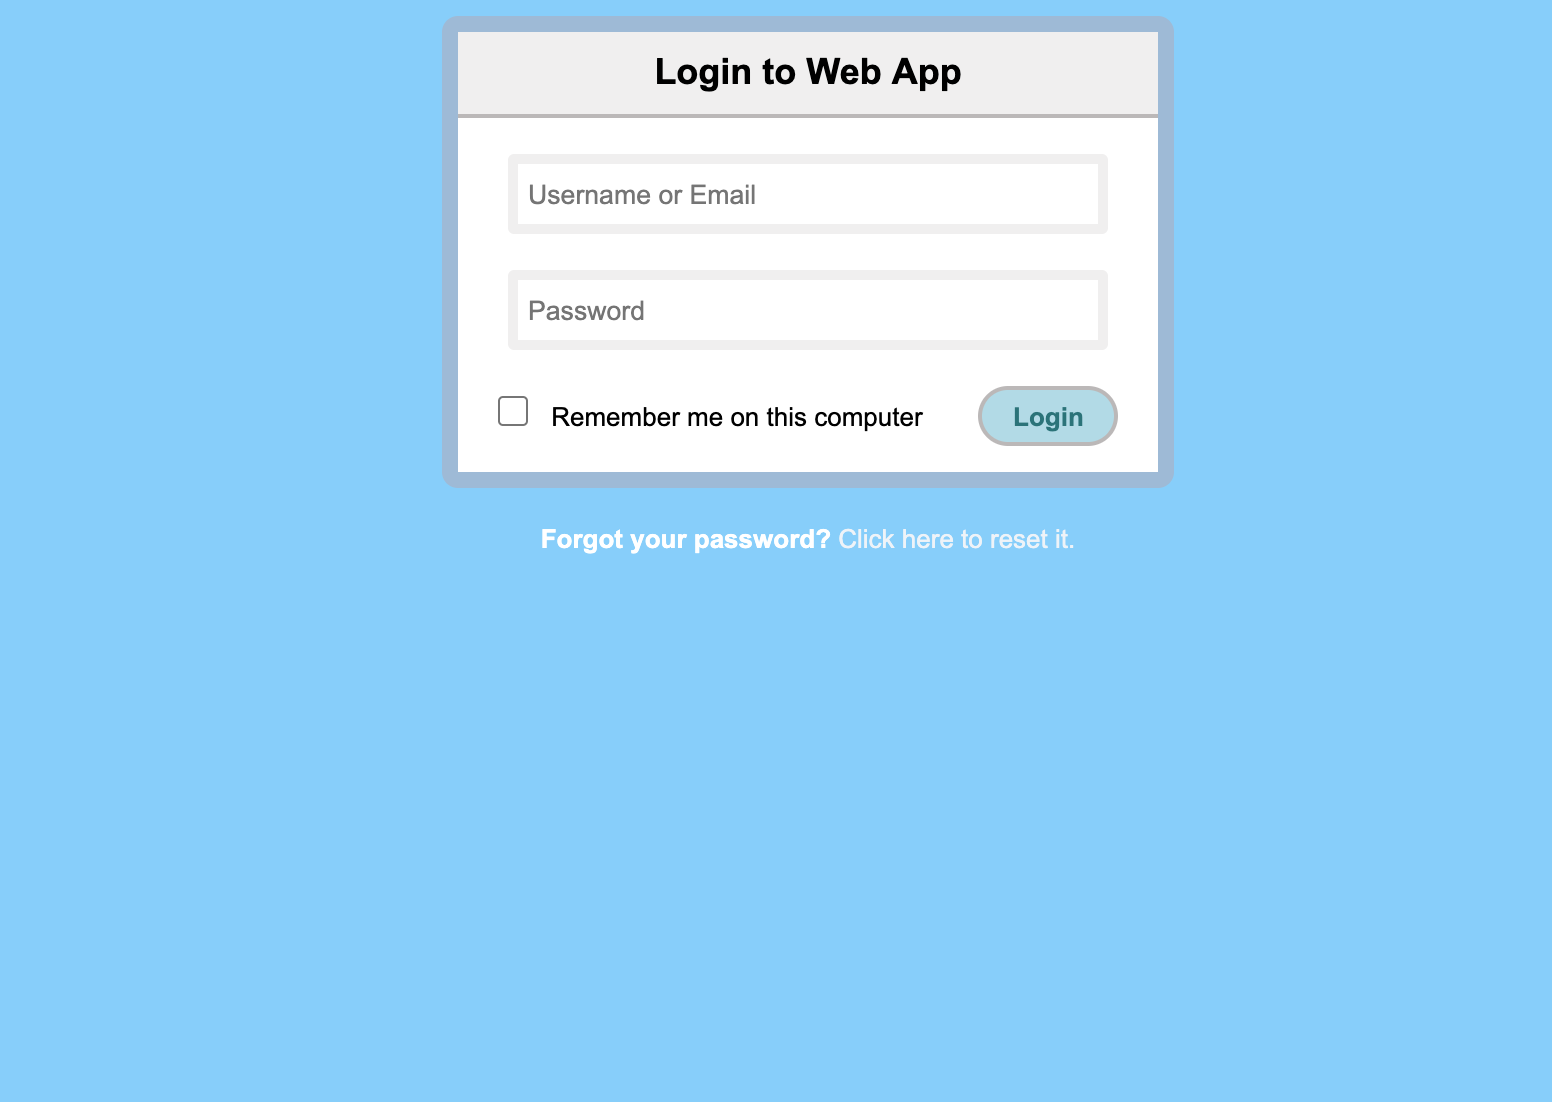 Login to Web App
Username or Email
Password
Remember me on this computer
Login
Forgot your password? Click here to reset it.